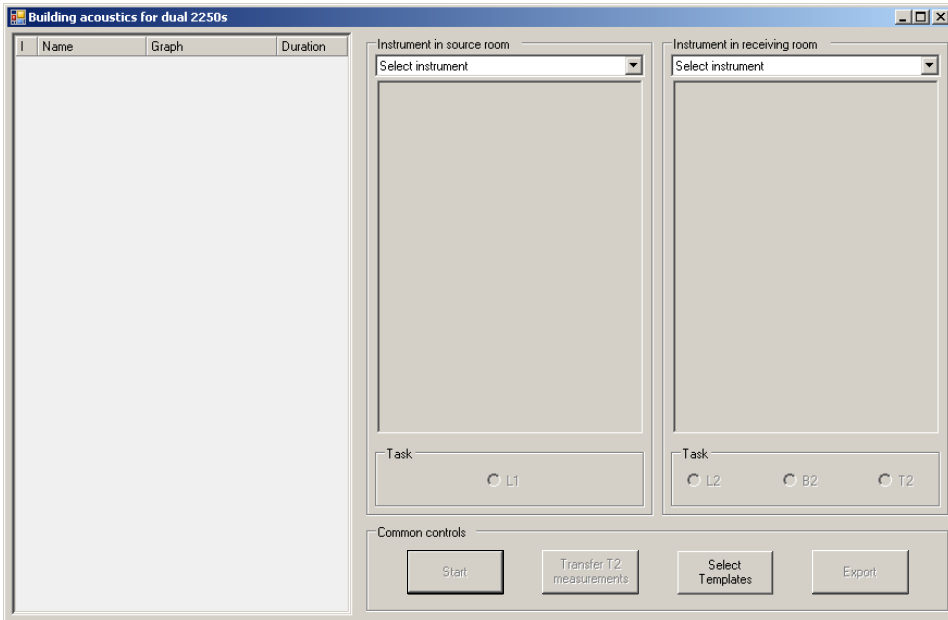 Building acoustics for dual 2250s
I Name Graph Duration
Instrument in source room
Select instrument
Task
L1
Instrument in receiving room
Select instrument
Task
L2 B2 T2
Common controls
Start
Transfer T2
measurements
Select
Templates
Export